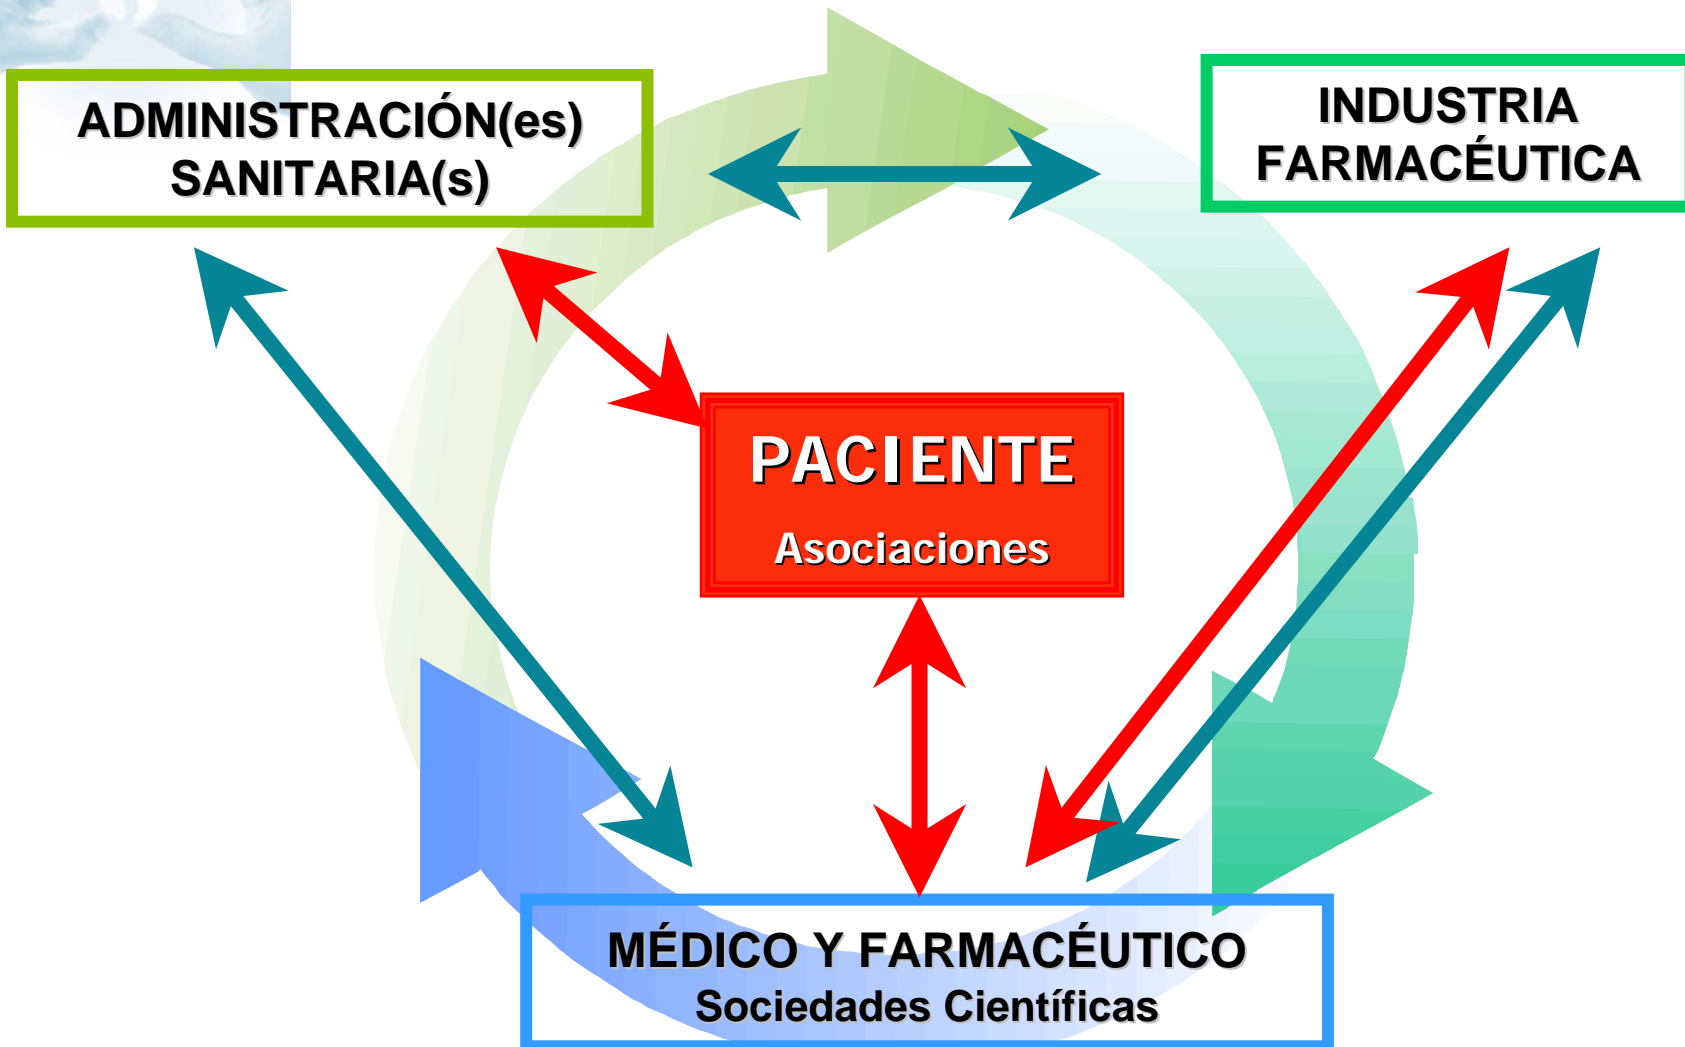 ADMINISTRACIÓN(es)
SANITARIA(s)
INDUSTRIA
FARMACÉUTICA
PACIENTE
Asociaciones
MÉDICO Y FARMACÉUTICO
Sociedades Científicas